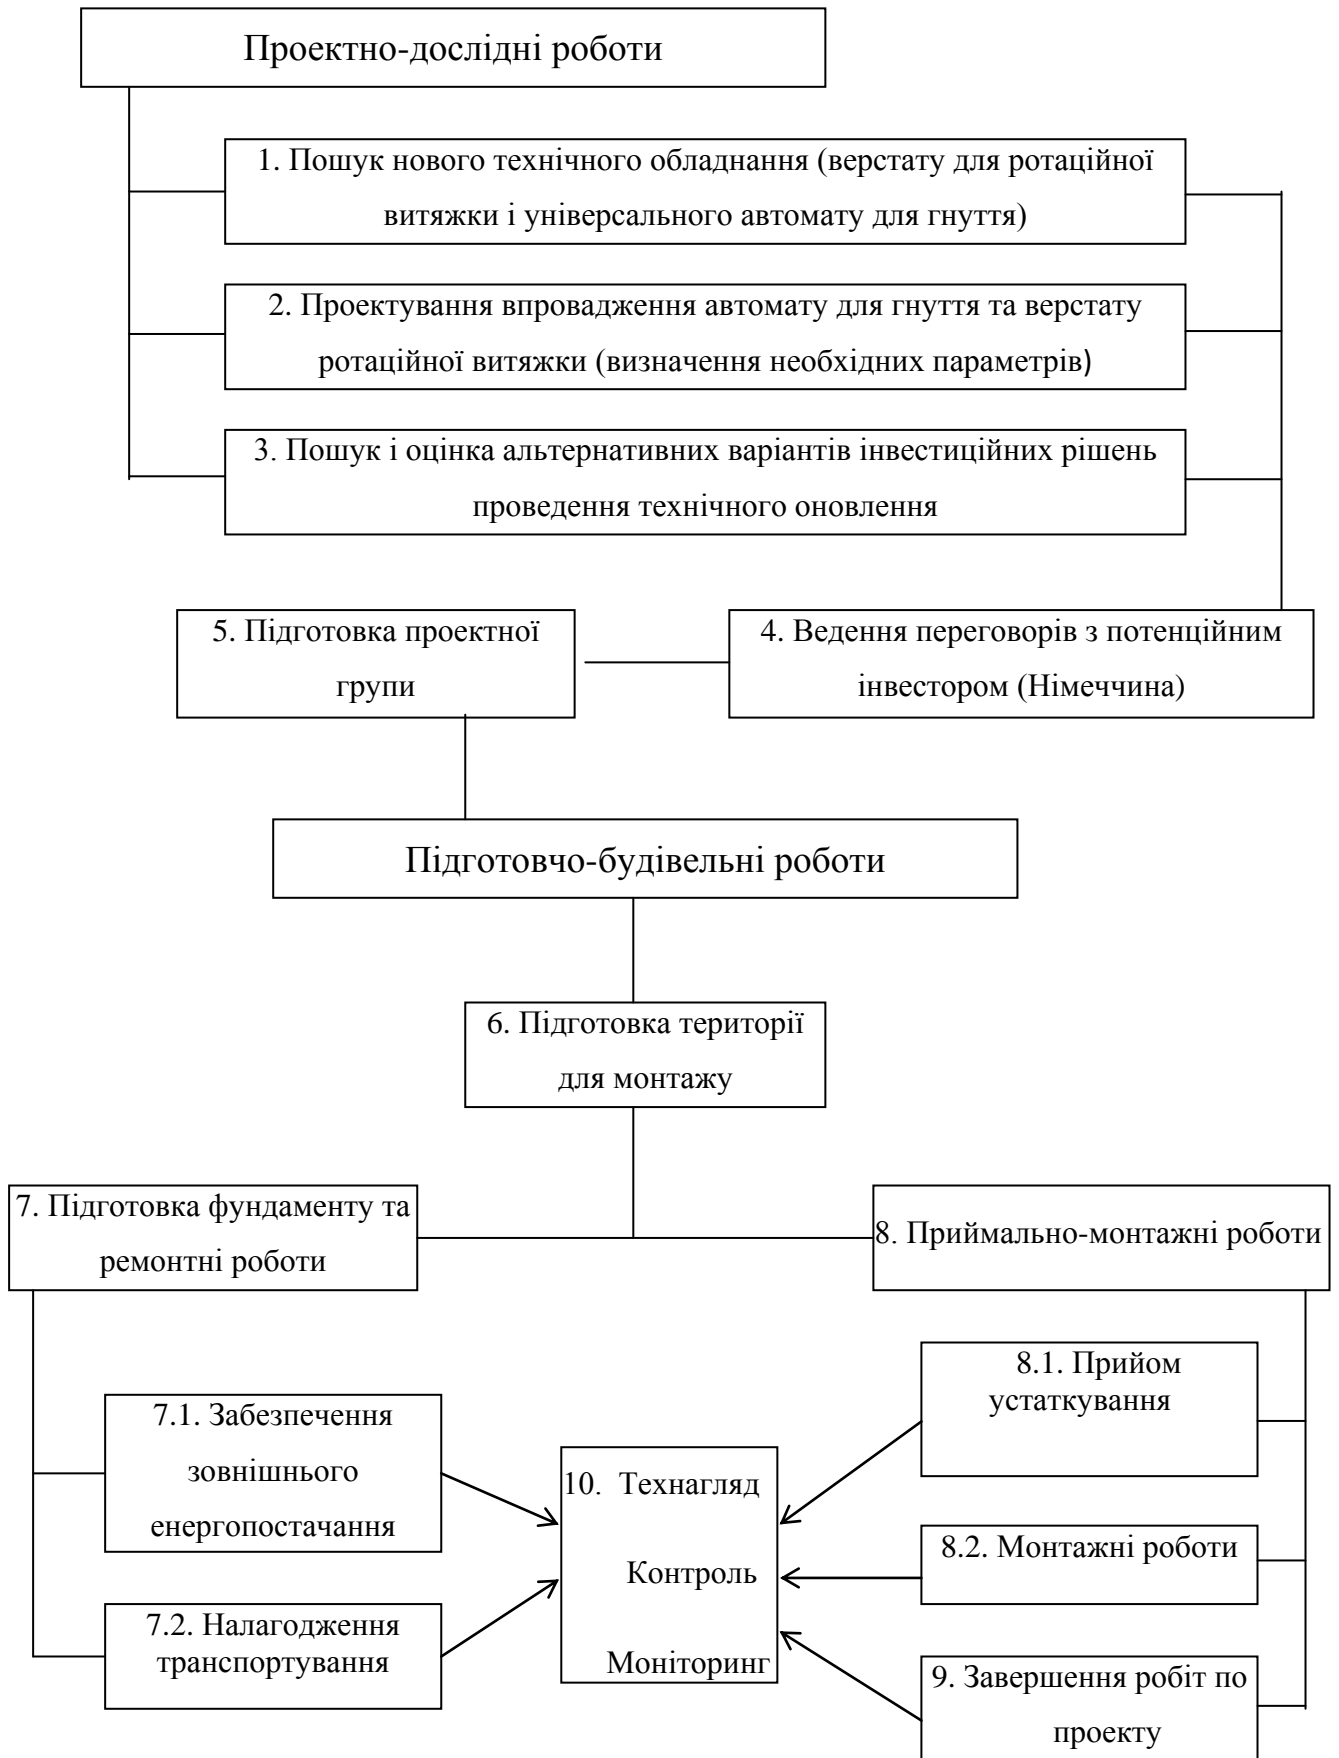 Проектно-дослідні роботи
1. Пошук нового технічного обладнання (верстату для ротаційної
витяжки і універсального автомату для гнуття)
2. Проектування впровадження автомату для гнуття та верстату
ротаційної витяжки (визначення необхідних параметрів)
3. Пошук і оцінка альтернативних варіантів інвестиційних рішень
проведення технічного оновлення
5. Підготовка проектної
групи
4. Ведення переговорів з потенційним
інвестором (Німеччина)
Підготовчо-будівельні роботи
6. Підготовка території
для монтажу
7. Підготовка фундаменту та
ремонтні роботи
8. Приймально-монтажні роботи
7.1. Забезпечення
зовнішнього
енергопостачання
7.2. Налагодження
транспортування
10. Технагляд
Контроль
Моніторинг
8.1. Прийом
устаткування
8.2. Монтажні роботи
9. Завершення робіт по
проекту